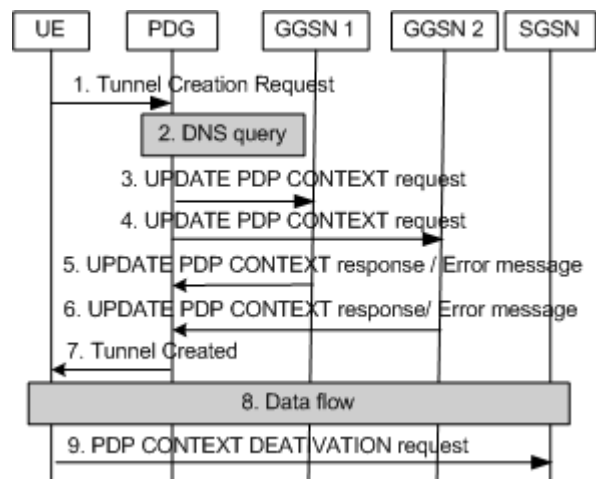 UE PDG GGSN 1 GGSN 2 SGSN
1. Tunnel Creation Request
2. DNS query
3. UPDATE PDP CONTEXT request
4. UPDATE PDP CONTEXT request
5. UPDATE PDP CONTEXT response / Error message
6. UPDATE PDP CONTEXT response/ Error message
7. Tunnel Created
8. Data flow
9. PDP CONTEXT DEATIVATION request